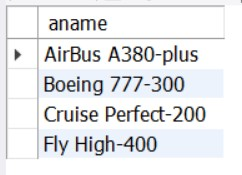 aname
AirBus A380-plus
Boeing 777-300
Cruise Perfect-200
Fly High-400